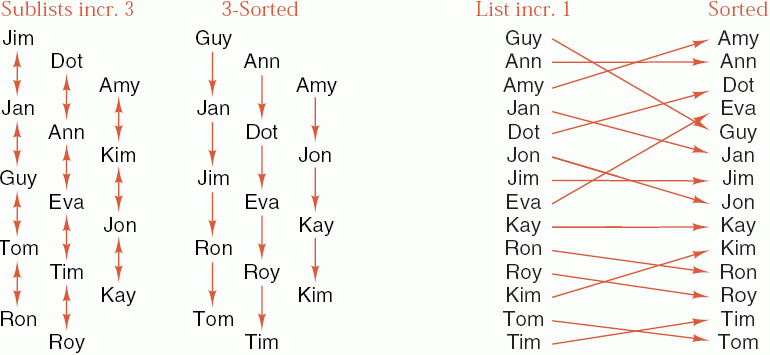 Sublists incr. 3 3-Sorted List incr. 1 Sorted
Jim Guy Guy Amy
Dot Ann Ann Ann
Amy Amy Amy Dot
Jan Jan Jan Eva
Ann Dot Dot Guy
Kim Jon Jon Jan
Guy Jim Jim Jim
Eva Eva Eva Jon
Jon Kay Kay Kay
Tom Ron Ron Kim
Tim Roy Roy Ron
Kay Kim Kim Roy
Ron Tom Tom Tim
Roy Tim Tim Tom